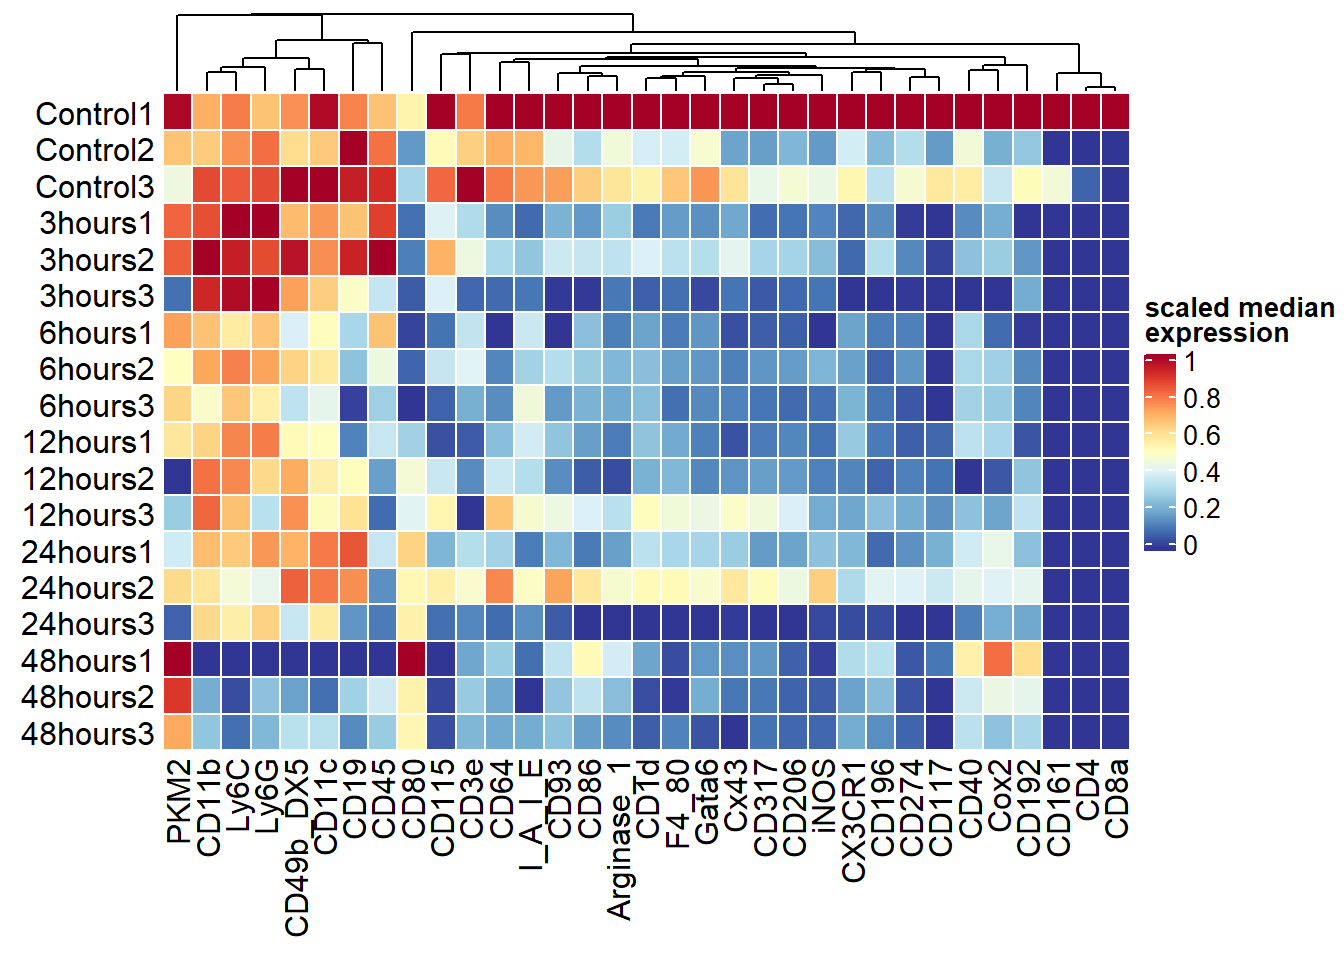 Control1
Control2
Control3
3hours1
3hours2
3hours3
6hours1
6hours2
6hours3
12hours1
12hours2
12hours3
24hours1
24hours2
24hours3
48hours1
48hours2
48hours3
scaled median
expression
1
0.8
0.6
0.4
0.2
0
PKM2
CD11b
Ly6C
Ly6G
CD49b_DX5
CD11c
CD19
CD45
CD80
CD115
CD3e
CD64
I_A_I_E
CD93
CD86
Arginase_1
CD1d
F4_80
Gata6
Cx43
CD317
CD206
iNOS
CX3CR1
CD196
CD274
CD117
CD40
Cox2
CD192
CD161
CD4
CD8a